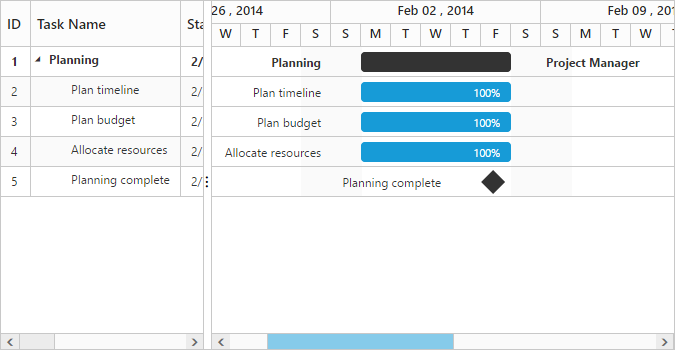 ID Task Name Sta
26 , 2014 Feb 02 , 2014 Feb 09 , 201
W T F S S M T W T F S S M T W T
1 Planning 2/ Planning Project Manager
2 Plan timeline 2/ Plan timeline 100%
3 Plan budget 2/ Plan budget 100%
4 Allocate resources 2/ Allocate resources 100%
5 Planning complete 2/ Planning complete